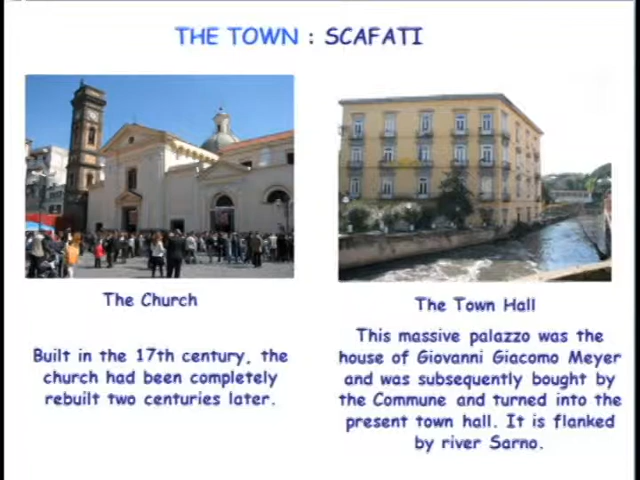 THE TOWN : SCAFATI
The Church
Built in the 17th century, the
church had been completely
rebuilt two centuries later.
The Town Hall
This massive palazzo was the
house of Giovanni Giacomo Meyer
and was subsequently bought by
the Commune and turned into the
present town hall. It is flanked
by river Sarno.